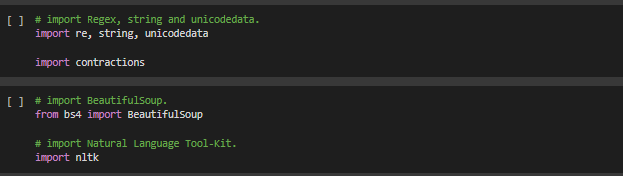 [ ] # import Regex, string and unicodedata.
import re, string, unicodedata
import contractions
[ ] # import BeautifulSoup.
from bs4 import BeautifulSoup
# import Natural Language Tool-Kit.
import nltk